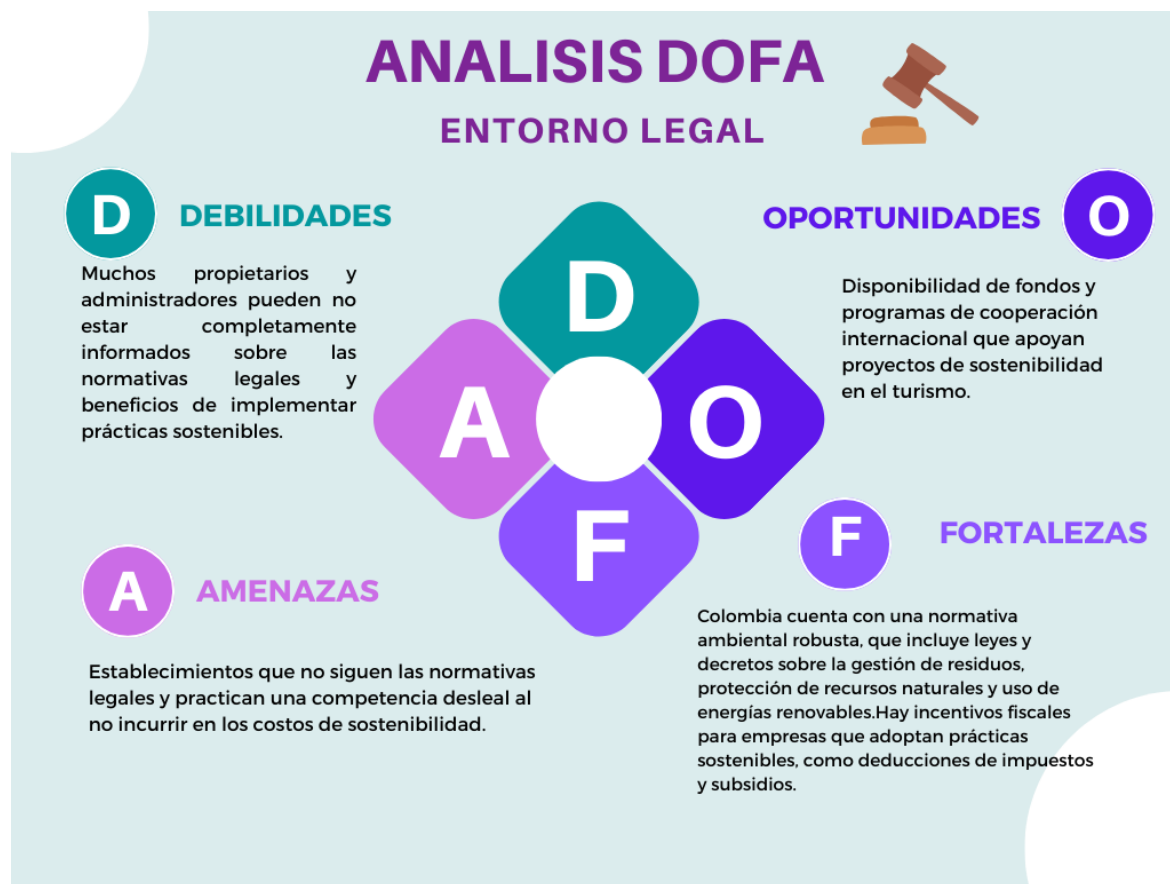 ANALISIS DOFA
ENTORNO LEGAL
D
DEBILIDADES
Muchos propietarios y
administradores pueden no
estar completamente
informados sobre las
normativas legales y
beneficios de implementar
prácticas sostenibles.
OPORTUNIDADES
O
Disponibilidad de fondos y
programas de cooperación
internacional que apoyan
proyectos de sostenibilidad
en el turismo.
D
A
O
F
A
AMENAZAS
Establecimientos que no siguen las normativas
legales y practican una competencia desleal al
no incurrir en los costos de sostenibilidad.
F
FORTALEZAS
Colombia cuenta con una normativa
ambiental robusta, que incluye leyes y
decretos sobre la gestión de residuos,
protección de recursos naturales y uso de
energías renovables.Hay incentivos fiscales
para empresas que adoptan prácticas
sostenibles, como deducciones de impuestos
y subsidios.